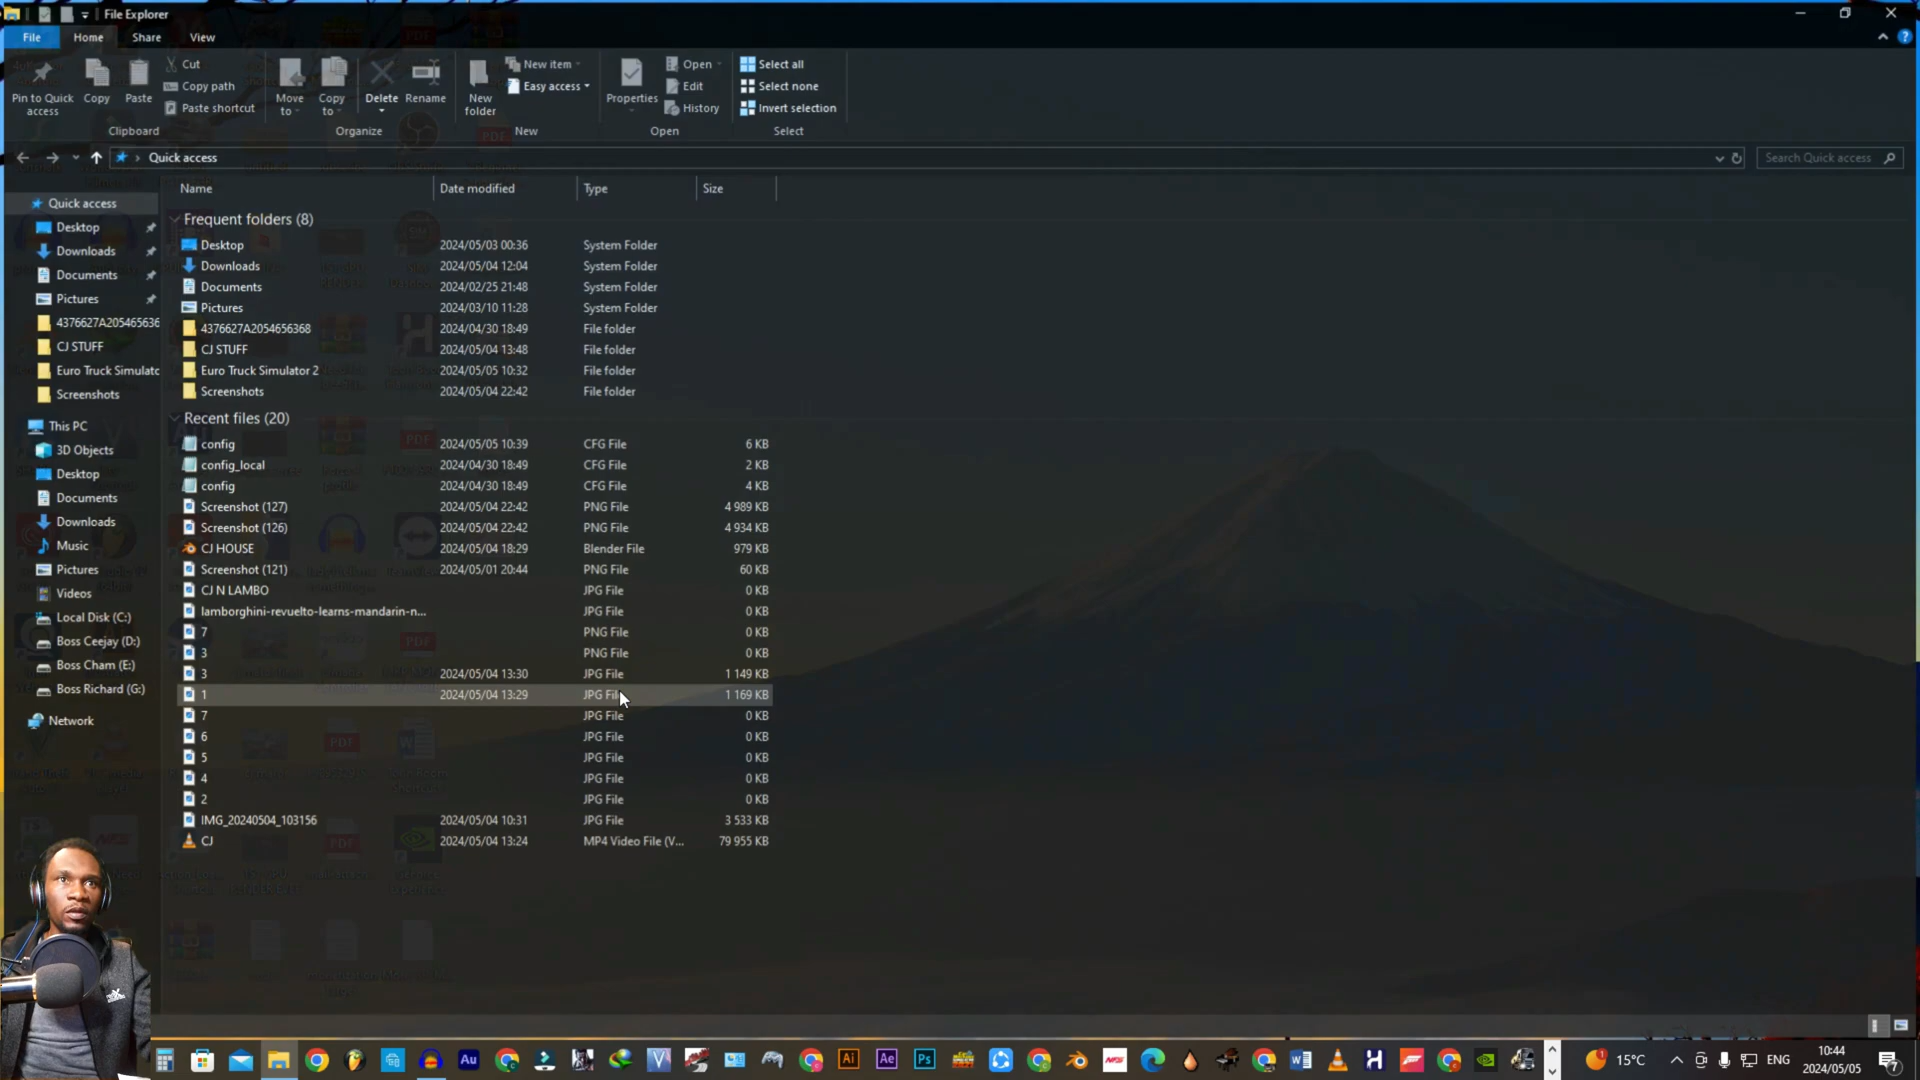 File Explorer
File Home Share View
Pin to Quick access
Copy
Paste
Cut
Copy path
Paste shortcut
Move to
Copy to
Delete
Rename
New folder
New item
Easy access
Properties
Open
Edit
History
Select all
Select none
Invert selection
Clipboard Organize New Open Select
Quick access
Search Quick access
Name Date modified Type Size
Quick access
Desktop
Downloads
Documents
Pictures
4376627A205465636
CJ STUFF
Euro Truck Simulatc
Screenshots
This PC
3D Objects
Desktop
Documents
Downloads
Music
Pictures
Videos
Local Disk (C:)
Boss Ceejay (D:)
Boss Cham (E:)
Boss Richard (G:)
Network
Frequent folders (8)
Desktop 2024/05/03 00:36 System Folder
Downloads 2024/05/04 12:04 System Folder
Documents 2024/02/25 21:48 System Folder
Pictures 2024/03/10 11:28 System Folder
4376627A2054656368 2024/04/30 18:49 File folder
CJ STUFF 2024/05/04 13:48 File folder
Euro Truck Simulator 2 2024/05/05 10:32 File folder
Screenshots 2024/05/04 22:42 File folder
Recent files (20)
config 2024/05/05 10:39 CFG File 6 KB
config_local 2024/04/30 18:49 CFG File 2 KB
config 2024/04/30 18:49 CFG File 4 KB
Screenshot (127) 2024/05/04 22:42 PNG File 4 989 KB
Screenshot (126) 2024/05/04 22:42 PNG File 4 934 KB
CJ HOUSE 2024/05/04 18:29 Blender File 979 KB
Screenshot (121) 2024/05/01 20:44 PNG File 60 KB
CJ N LAMBO JPG File 0 KB
lamborghini-revuelto-learns-mandarin-n... JPG File 0 KB
7 PNG File 0 KB
3 PNG File 0 KB
3 2024/05/04 13:30 JPG File 1 149 KB
1 2024/05/04 13:29 JPG File 1 169 KB
7 JPG File 0 KB
6 JPG File 0 KB
5 JPG File 0 KB
4 JPG File 0 KB
2 JPG File 0 KB
IMG_20240504_103156 2024/05/04 10:31 JPG File 3 533 KB
CJ 2024/05/04 13:24 MP4 Video File (V... 79 955 KB
Au
Ai
Ae
Ps
15°C
ENG
10:44
2024/05/05
7